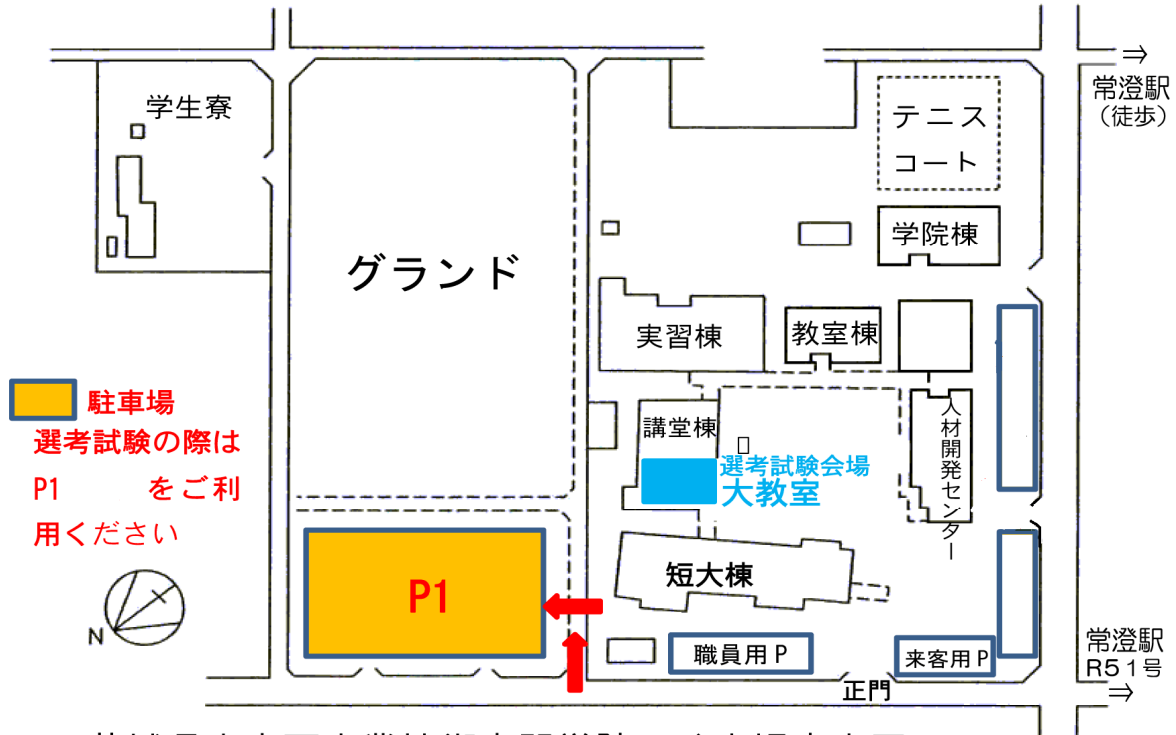 ⇒
常澄駅
（徒歩）
学生寮
テニス
コート
学院棟
グランド
実習棟
教室棟
駐車場
選考試験の際は
P1 をご利
用ください
講堂棟
選考試験会場
大教室
人材開発センター
短大棟
P1
N
職員用P
来客用P
正門
常澄駅
R51号
⇒